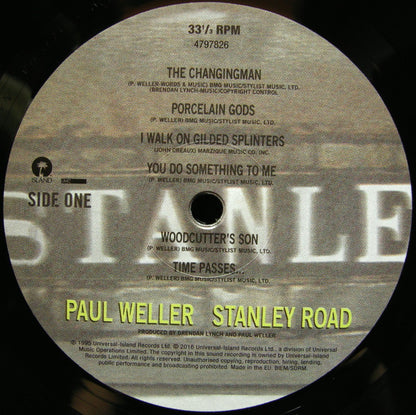 33⅓ RPM
4797826
THE CHANGINGMAN
(P. WELLER-WORDS & MUSIC) BMG MUSIC/STYLIST MUSIC. LTD.
(BRENDAN LYNCH-MUSIC)/COPYRIGHT CONTROL
PORCELAIN GODS
(P. WELLER) BMG MUSIC/STYLIST MUSIC. LTD.
I WALK ON GILDED SPLINTERS
(JOHN CREAUX) MARZIQUE MUSIC CO. INC.
YOU DO SOMETHING TO ME
(P. WELLER) BMG MUSIC/STYLIST MUSIC. LTD.
ISLAND
SIDE ONE
STANLE
WOODCUTTER'S SON
(P. WELLER) BMG MUSIC/STYLIST MUSIC. LTD.
TIME PASSES...
(P. WELLER) BMG MUSIC/STYLIST MUSIC. LTD.
PAUL WELLER STANLEY ROAD
PRODUCED BY BRENDAN LYNCH AND PAUL WELLER
℗ 1995 Universal-Island Records Ltd. © 2016 Universal-Island Records Ltd., a division of Universal
Music Operations Limited. The copyright in this sound recording is owned by Universal-Island
Records Limited. All rights reserved. Unauthorised copying, reproduction, hiring, lending,
public performance and broadcasting prohibited. Made in the EU. BIEM/SDRM.